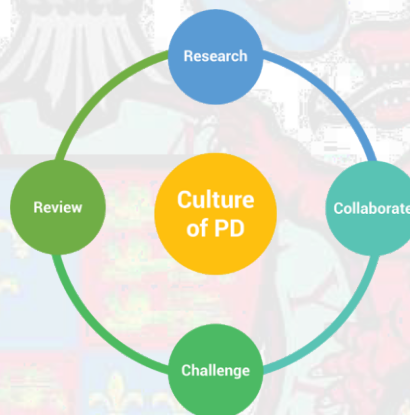 Research
Review
Culture
of PD
Collaborate
Challenge